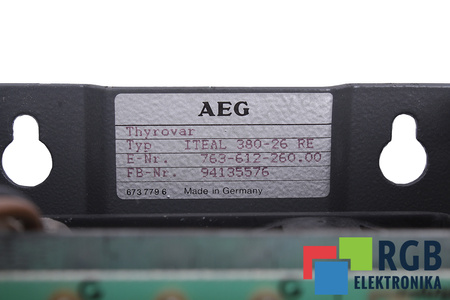 AEG
Thyrovar
Typ ITEAL 380-26 RE
E-Nr. 763-612-260.00
FB-Nr. 94135576
673 779 6 Made in Germany
RGB
ELEKTRONIKA